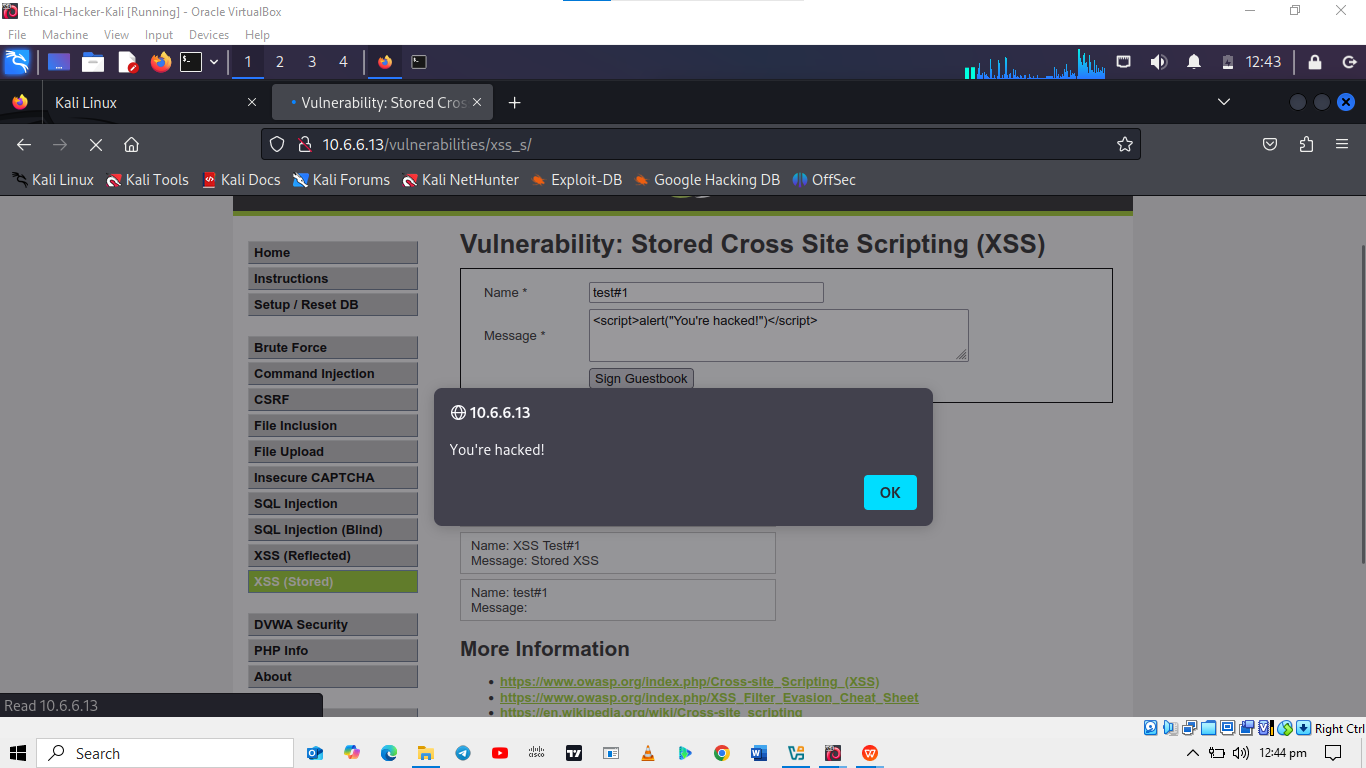 Ethical-Hacker-Kali [Running] - Oracle VirtualBox
File Machine View Input Devices Help
1 2 3 4 12:43
Kali Linux
Vulnerability: Stored Cros
10.6.6.13/vulnerabilities/xss_s/
Kali Linux Kali Tools Kali Docs Kali Forums Kali NetHunter Exploit-DB Google Hacking DB OffSec
Home
Instructions
Setup / Reset DB
Brute Force
Command Injection
CSRF
File Inclusion
File Upload
Insecure CAPTCHA
SQL Injection
SQL Injection (Blind)
XSS (Reflected)
XSS (Stored)
DVWA Security
PHP Info
About
Vulnerability: Stored Cross Site Scripting (XSS)
Name *
test#1
Message *
<script>alert("You're hacked!")</script>
Sign Guestbook
10.6.6.13
You're hacked!
OK
Name: XSS Test#1
Message: Stored XSS
Name: test#1
Message:
More Information
https://www.owasp.org/index.php/Cross-site_Scripting_(XSS)
https://www.owasp.org/index.php/XSS_Filter_Evasion_Cheat_Sheet
https://en.wikipedia.org/wiki/Cross-site_scripting
Read 10.6.6.13
Right Ctrl
Search
12:44 pm